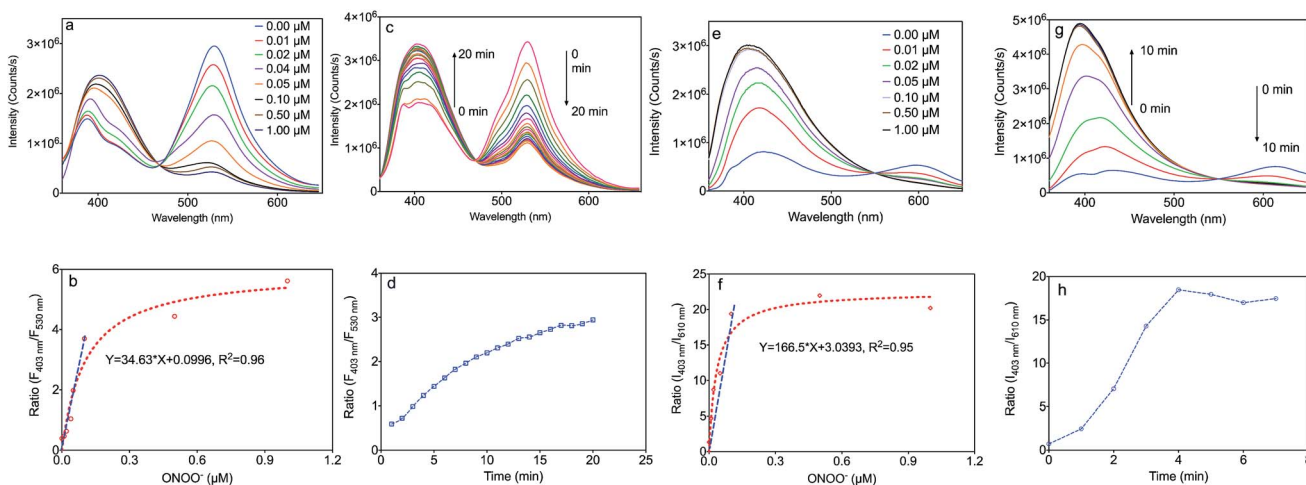 a
3×10⁶
2×10⁶
1×10⁶
0
Intensity (Counts/s)
400
500
600
Wavelength (nm)
0.00 µM
0.01 µM
0.02 µM
0.04 µM
0.05 µM
0.10 µM
0.50 µM
1.00 µM
c
4×10⁶
3×10⁶
2×10⁶
1×10⁶
0
Intensity (Counts/s)
20 min
0 min
0
min
20 min
400
500
600
Wavelength (nm)
e
3×10⁶
2×10⁶
1×10⁶
0
Intensity (Counts/s)
400
500
600
Wavelength (nm)
0.00 µM
0.01 µM
0.02 µM
0.05 µM
0.10 µM
0.50 µM
1.00 µM
g
5×10⁶
4×10⁶
3×10⁶
2×10⁶
1×10⁶
0
Intensity (Counts/s)
10 min
0 min
0 min
10 min
400
500
600
Wavelength (nm)
b
6
4
2
0
Ratio (F403 nm/F530 nm)
Y=34.63*X+0.0996, R²=0.96
0.0
0.3
0.6
0.9
1.2
ONOO⁻ (µM)
d
4
3
2
1
0
Ratio (F403 nm/F530 nm)
0
5
10
15
20
25
Time (min)
f
25
20
15
10
5
0
Ratio (I403 nm/I610 nm)
Y=166.5*X+3.0393, R²=0.95
0.0
0.3
0.6
0.9
1.2
ONOO⁻ (µM)
h
20
15
10
5
0
Ratio (I403 nm/I610 nm)
0
2
4
6
8
Time (min)